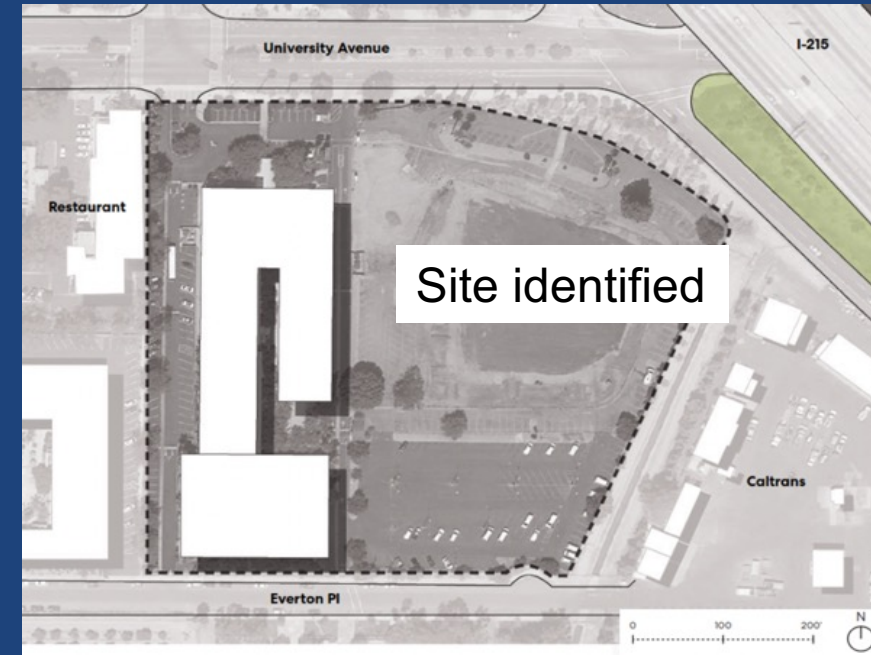 University Avenue
I-215
Restaurant
Site identified
Caltrans
Everton Pl
0 100 200'
N